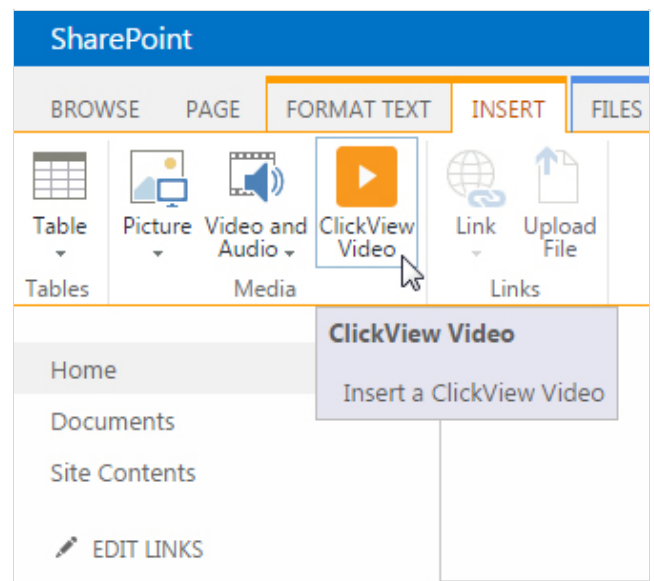 SharePoint
BROWSE PAGE FORMAT TEXT INSERT FILES
Table Picture Video and Audio ClickView Video Link Upload File
Tables Media Links
ClickView Video
Insert a ClickView Video
Home
Documents
Site Contents
EDIT LINKS